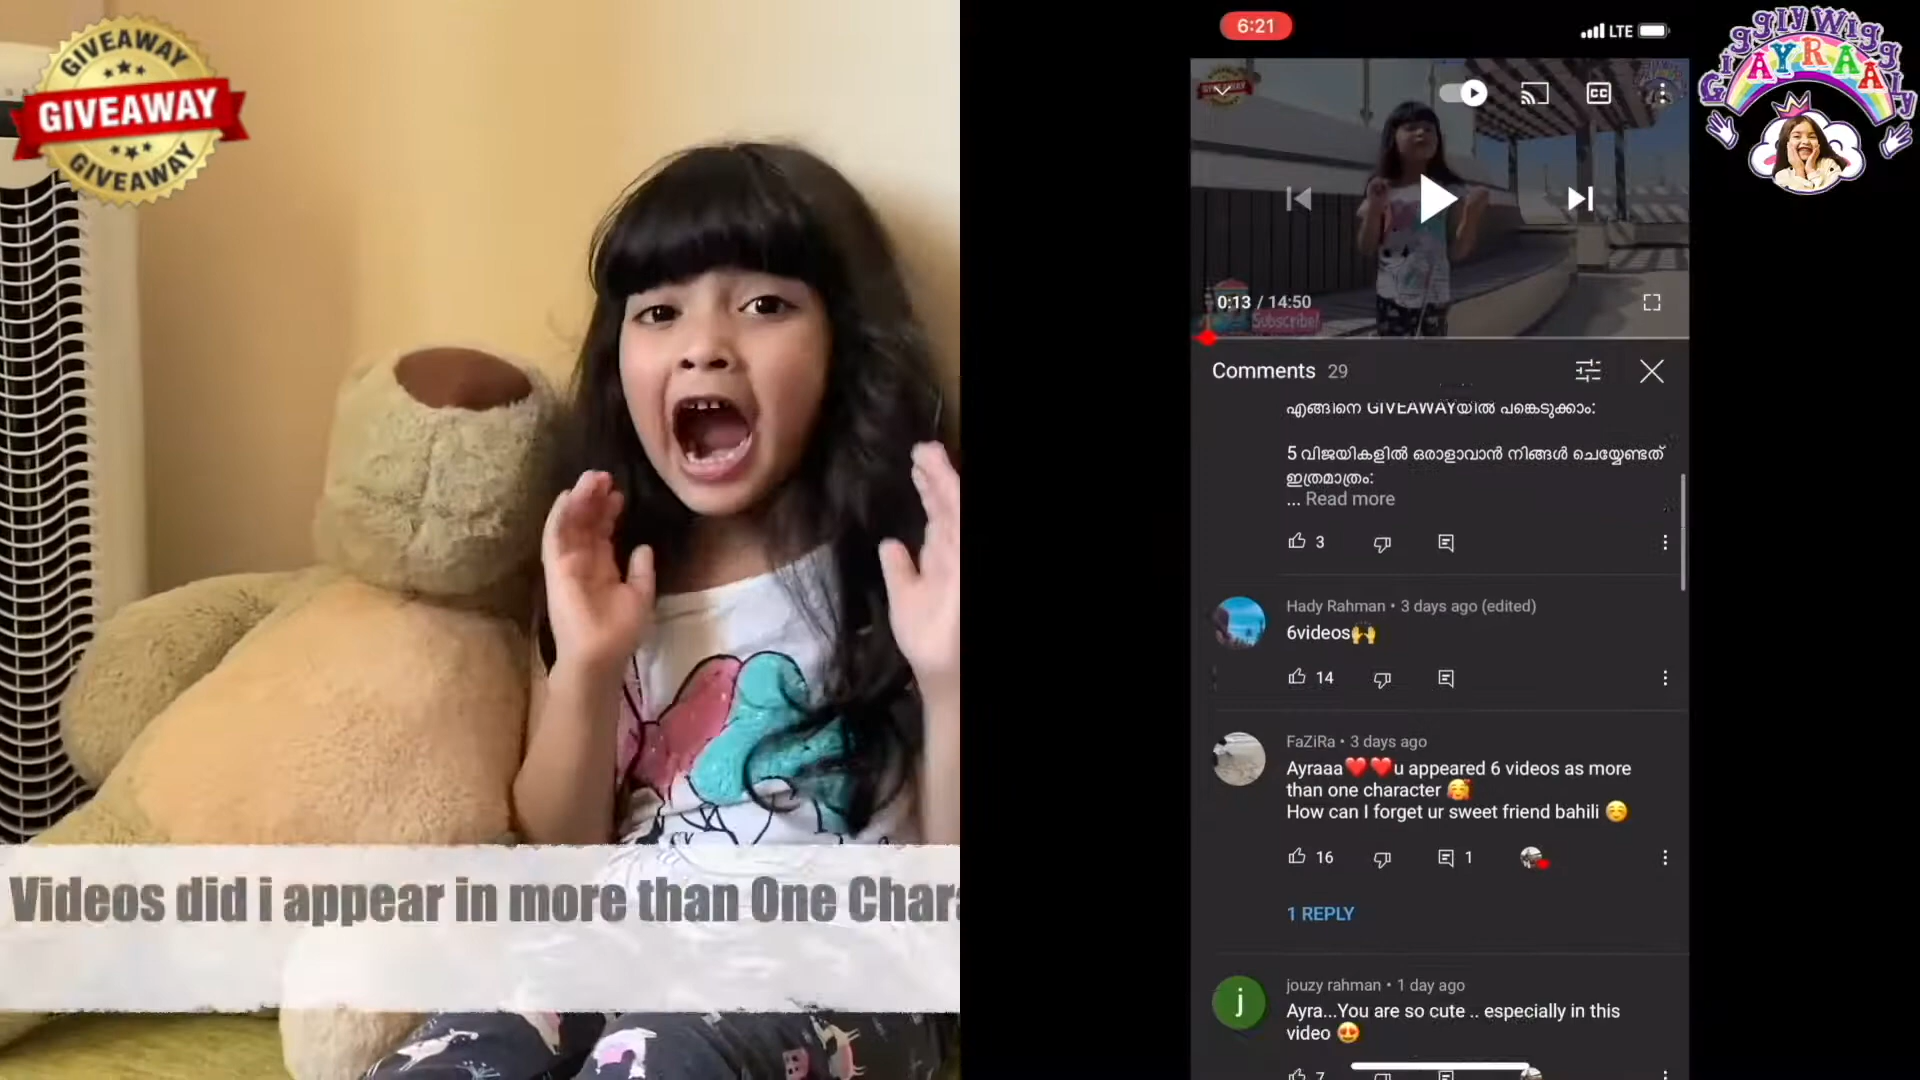 GIVEAWAY
GIVEAWAY
GIVEAWAY
Videos did i appear in more than One Chara
6:21
LTE
CC
0:13 / 14:50
Subscribe!
Comments 29
എങ്ങിനെ GIVEAWAYയിൽ പങ്കെടുക്കാം:
5 വിജയികളിൽ ഒരാളാവാൻ നിങ്ങൾ ചെയ്യേണ്ടത്
ഇത്രമാത്രം:
... Read more
3
Hady Rahman • 3 days ago (edited)
6videos🙌
14
FaZiRa • 3 days ago
Ayraaa❤️❤️u appeared 6 videos as more
than one character 🥰
How can I forget ur sweet friend bahili ☺️
16
1
1 REPLY
j
jouzy rahman • 1 day ago
Ayra...You are so cute .. especially in this
video 😍
7
GigglyWiggly
AYRAA